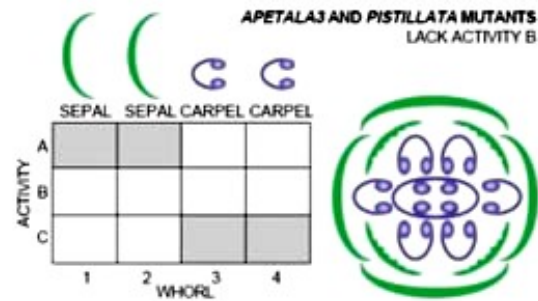 APETALA3 AND PISTILLATA MUTANTS
LACK ACTIVITY B
SEPAL SEPAL CARPEL CARPEL
ACTIVITY
A
B
C
1 2 3 4
WHORL